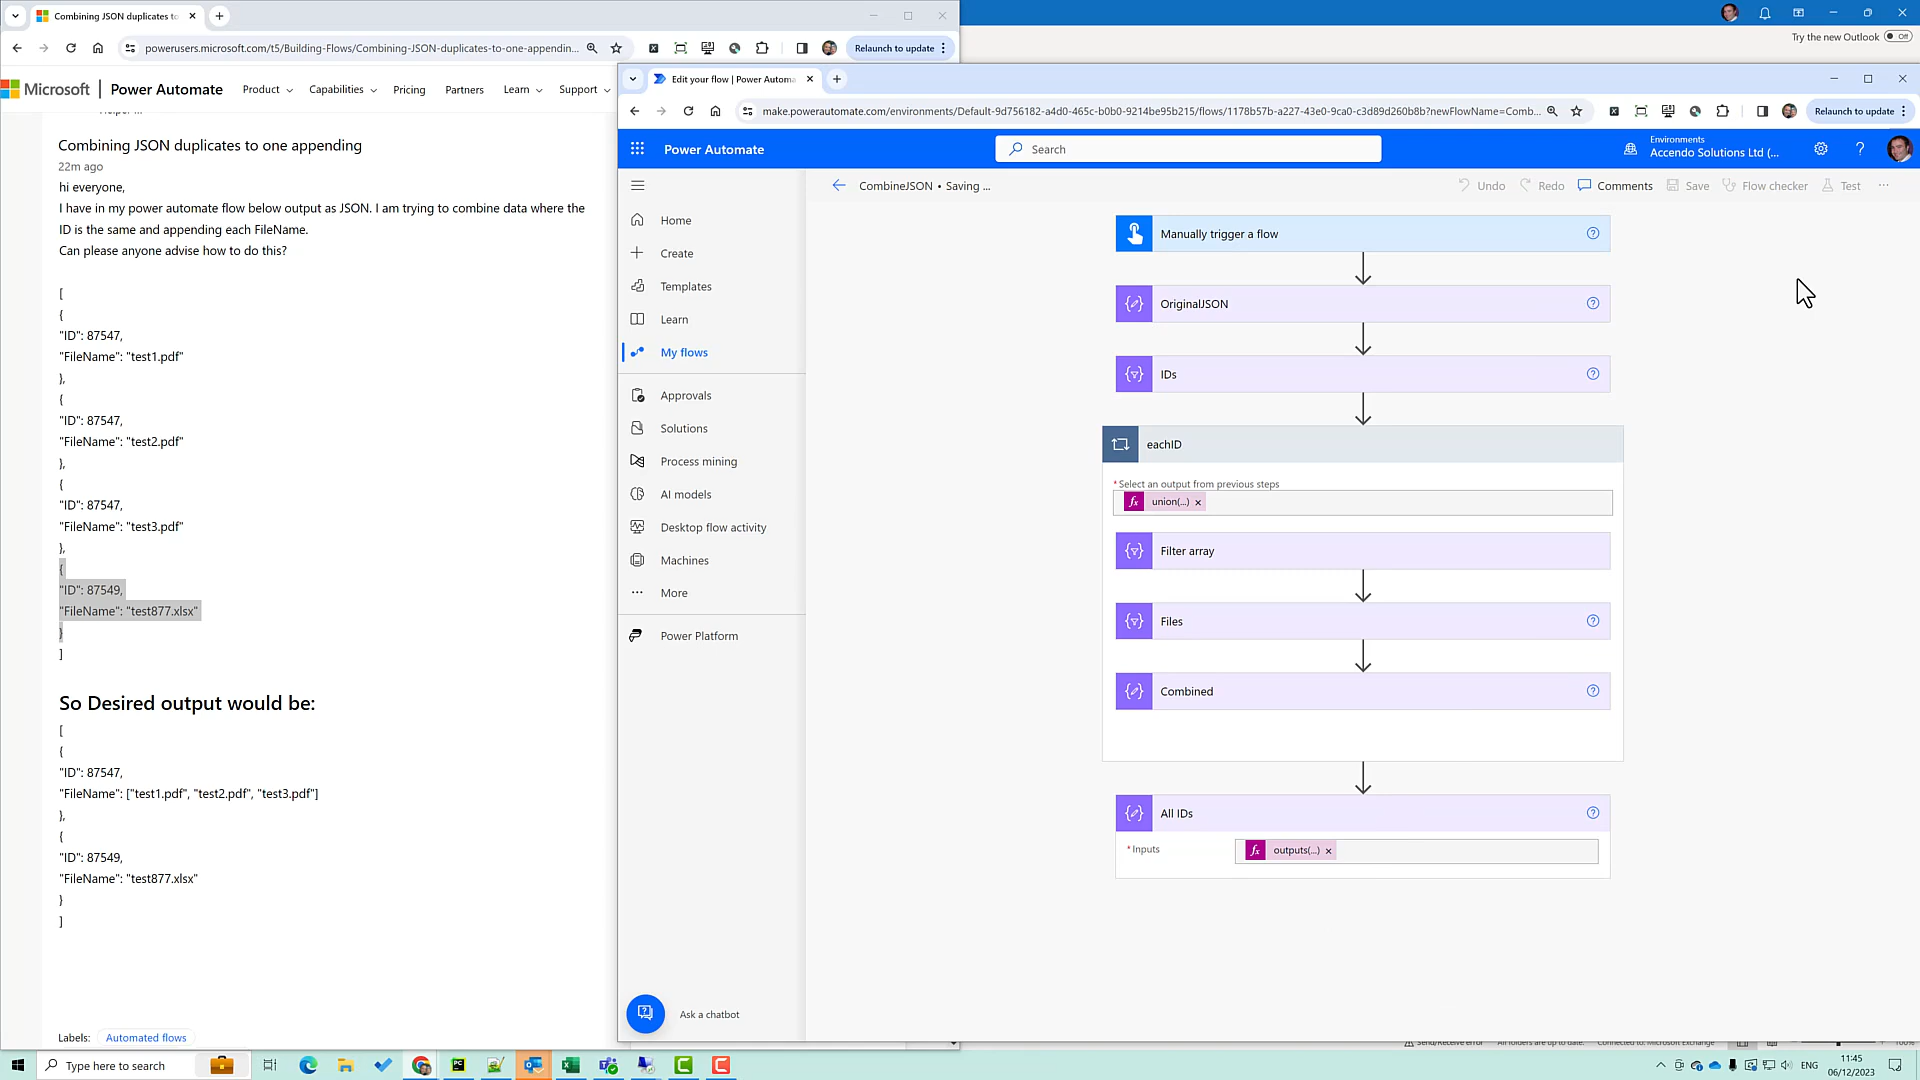 Combining JSON duplicates to
powerusers.microsoft.com/t5/Building-Flows/Combining-JSON-duplicates-to-one-appendin...
Relaunch to update
Try the new Outlook
Off
Microsoft
Power Automate
Product
Capabilities
Pricing
Partners
Learn
Support
Combining JSON duplicates to one appending
22m ago
hi everyone,
I have in my power automate flow below output as JSON. I am trying to combine data where the
ID is the same and appending each FileName.
Can please anyone advise how to do this?
[
{
"ID": 87547,
"FileName": "test1.pdf"
},
{
"ID": 87547,
"FileName": "test2.pdf"
},
{
"ID": 87547,
"FileName": "test3.pdf"
},
{
"ID": 87549,
"FileName": "test877.xlsx"
}
]
So Desired output would be:
[
{
"ID": 87547,
"FileName": ["test1.pdf", "test2.pdf", "test3.pdf"]
},
{
"ID": 87549,
"FileName": "test877.xlsx"
}
]
Labels:
Automated flows
Edit your flow | Power Automa
make.powerautomate.com/environments/Default-9d756182-a4d0-465c-b0b0-9214be95b215/flows/1178b57b-a227-43e0-9ca0-c3d89d260b8b?newFlowName=Comb...
Relaunch to update
Power Automate
Search
Environments
Accendo Solutions Ltd (...
CombineJSON • Saving ...
Undo
Redo
Comments
Save
Flow checker
Test
Home
Create
Templates
Learn
My flows
Approvals
Solutions
Process mining
AI models
Desktop flow activity
Machines
More
Power Platform
Ask a chatbot
Manually trigger a flow
OriginalJSON
IDs
eachID
* Select an output from previous steps
union(...)
Filter array
Files
Combined
All IDs
* Inputs
outputs(...)
Type here to search
ENG
11:45
06/12/2023